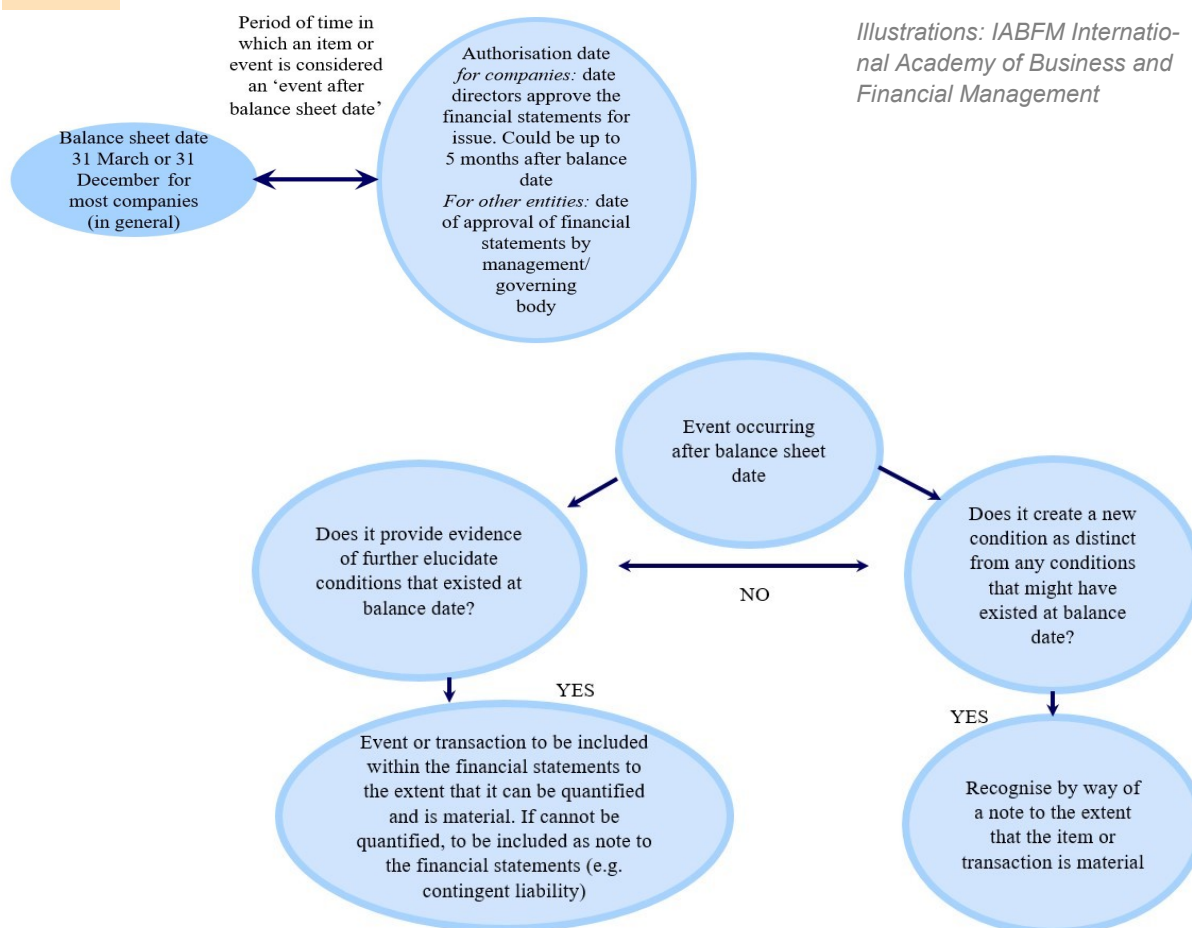 Period of time in
which an item or
event is considered
an ‘event after
balance sheet date’
Illustrations: IABFM Internatio-
nal Academy of Business and
Financial Management
Balance sheet date
31 March or 31
December for
most companies
(in general)
Authorisation date
for companies: date
directors approve the
financial statements for
issue. Could be up to
5 months after balance
date
For other entities: date
of approval of financial
statements by
management/
governing
body
Event occurring
after balance sheet
date
Does it provide evidence
of further elucidate
conditions that existed at
balance date?
NO
Does it create a new
condition as distinct
from any conditions
that might have
existed at balance
date?
YES
Event or transaction to be included
within the financial statements to
the extent that it can be quantified
and is material. If cannot be
quantified, to be included as note to
the financial statements (e.g.
contingent liability)
YES
Recognise by way of
a note to the extent
that the item or
transaction is material